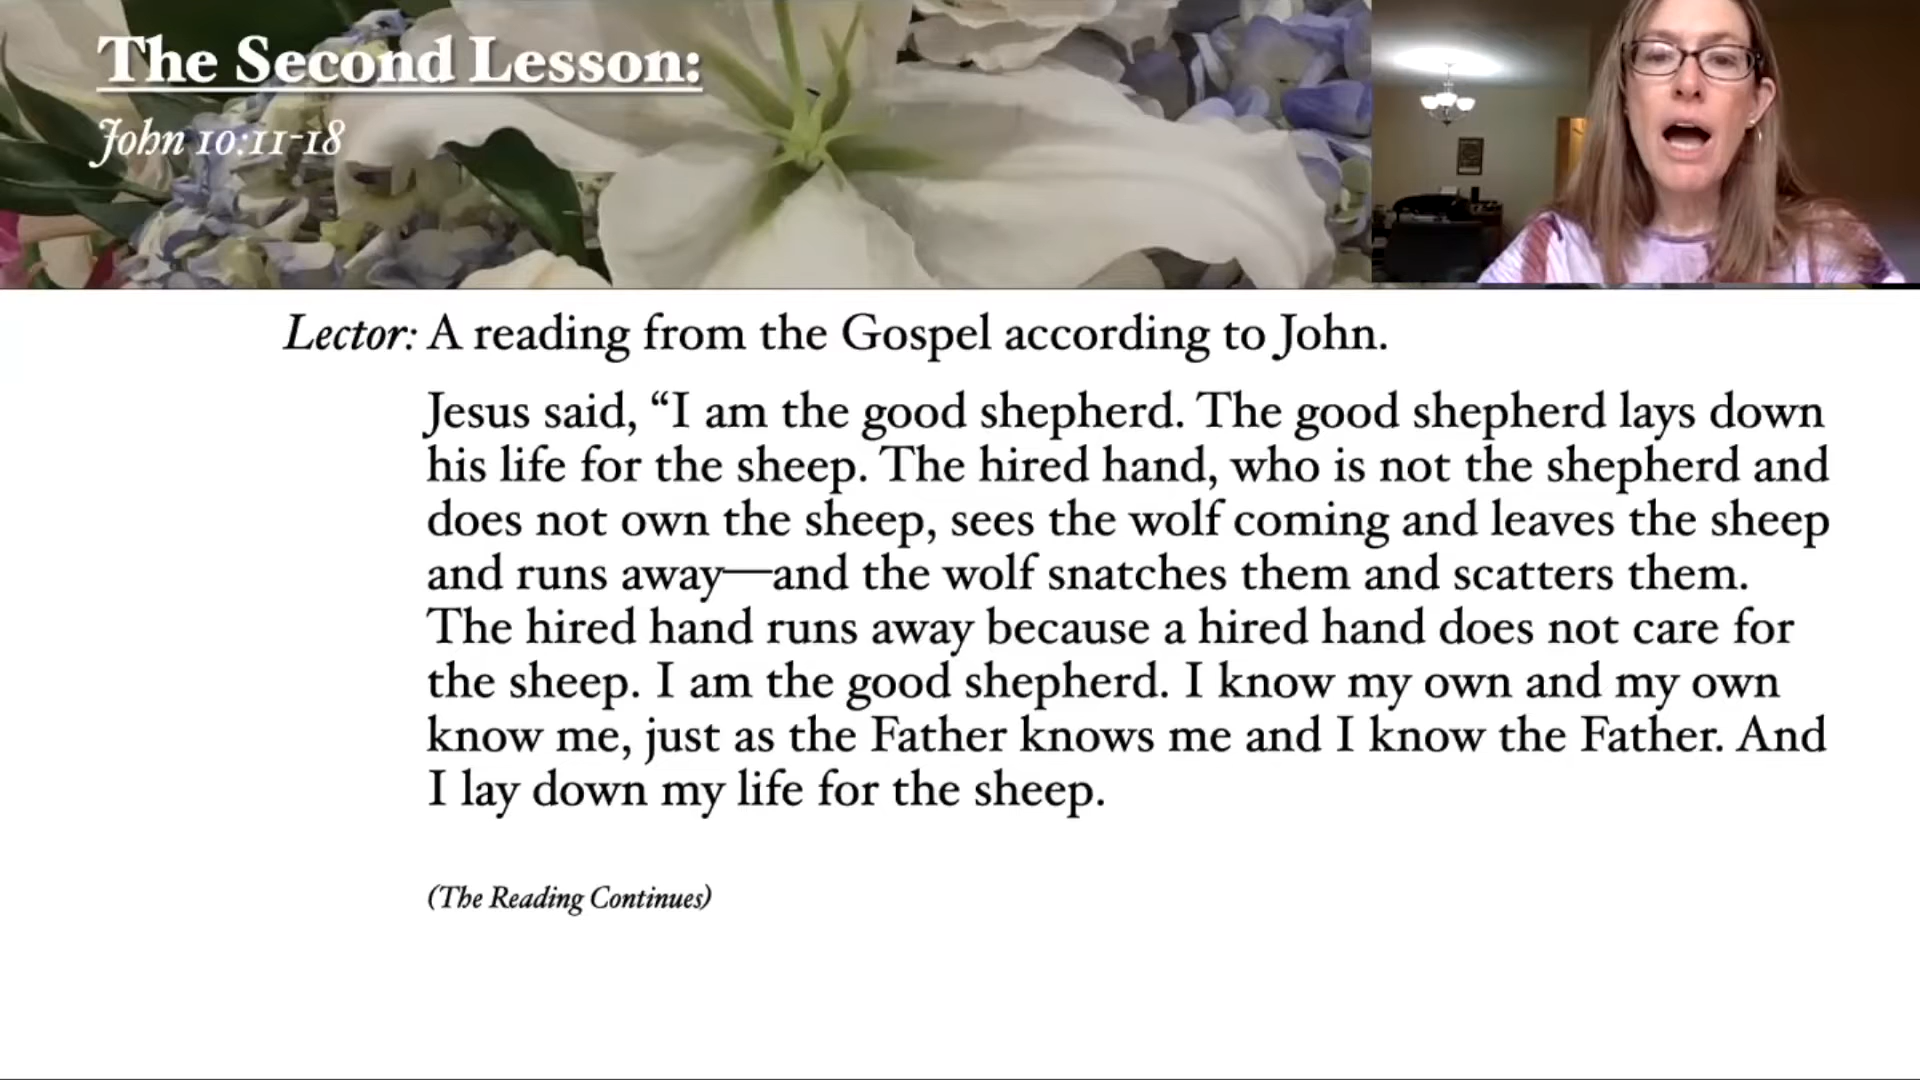 The Second Lesson:
John 10:11-18
Lector: A reading from the Gospel according to John.
Jesus said, “I am the good shepherd. The good shepherd lays down
his life for the sheep. The hired hand, who is not the shepherd and
does not own the sheep, sees the wolf coming and leaves the sheep
and runs away—and the wolf snatches them and scatters them.
The hired hand runs away because a hired hand does not care for
the sheep. I am the good shepherd. I know my own and my own
know me, just as the Father knows me and I know the Father. And
I lay down my life for the sheep.
(The Reading Continues)